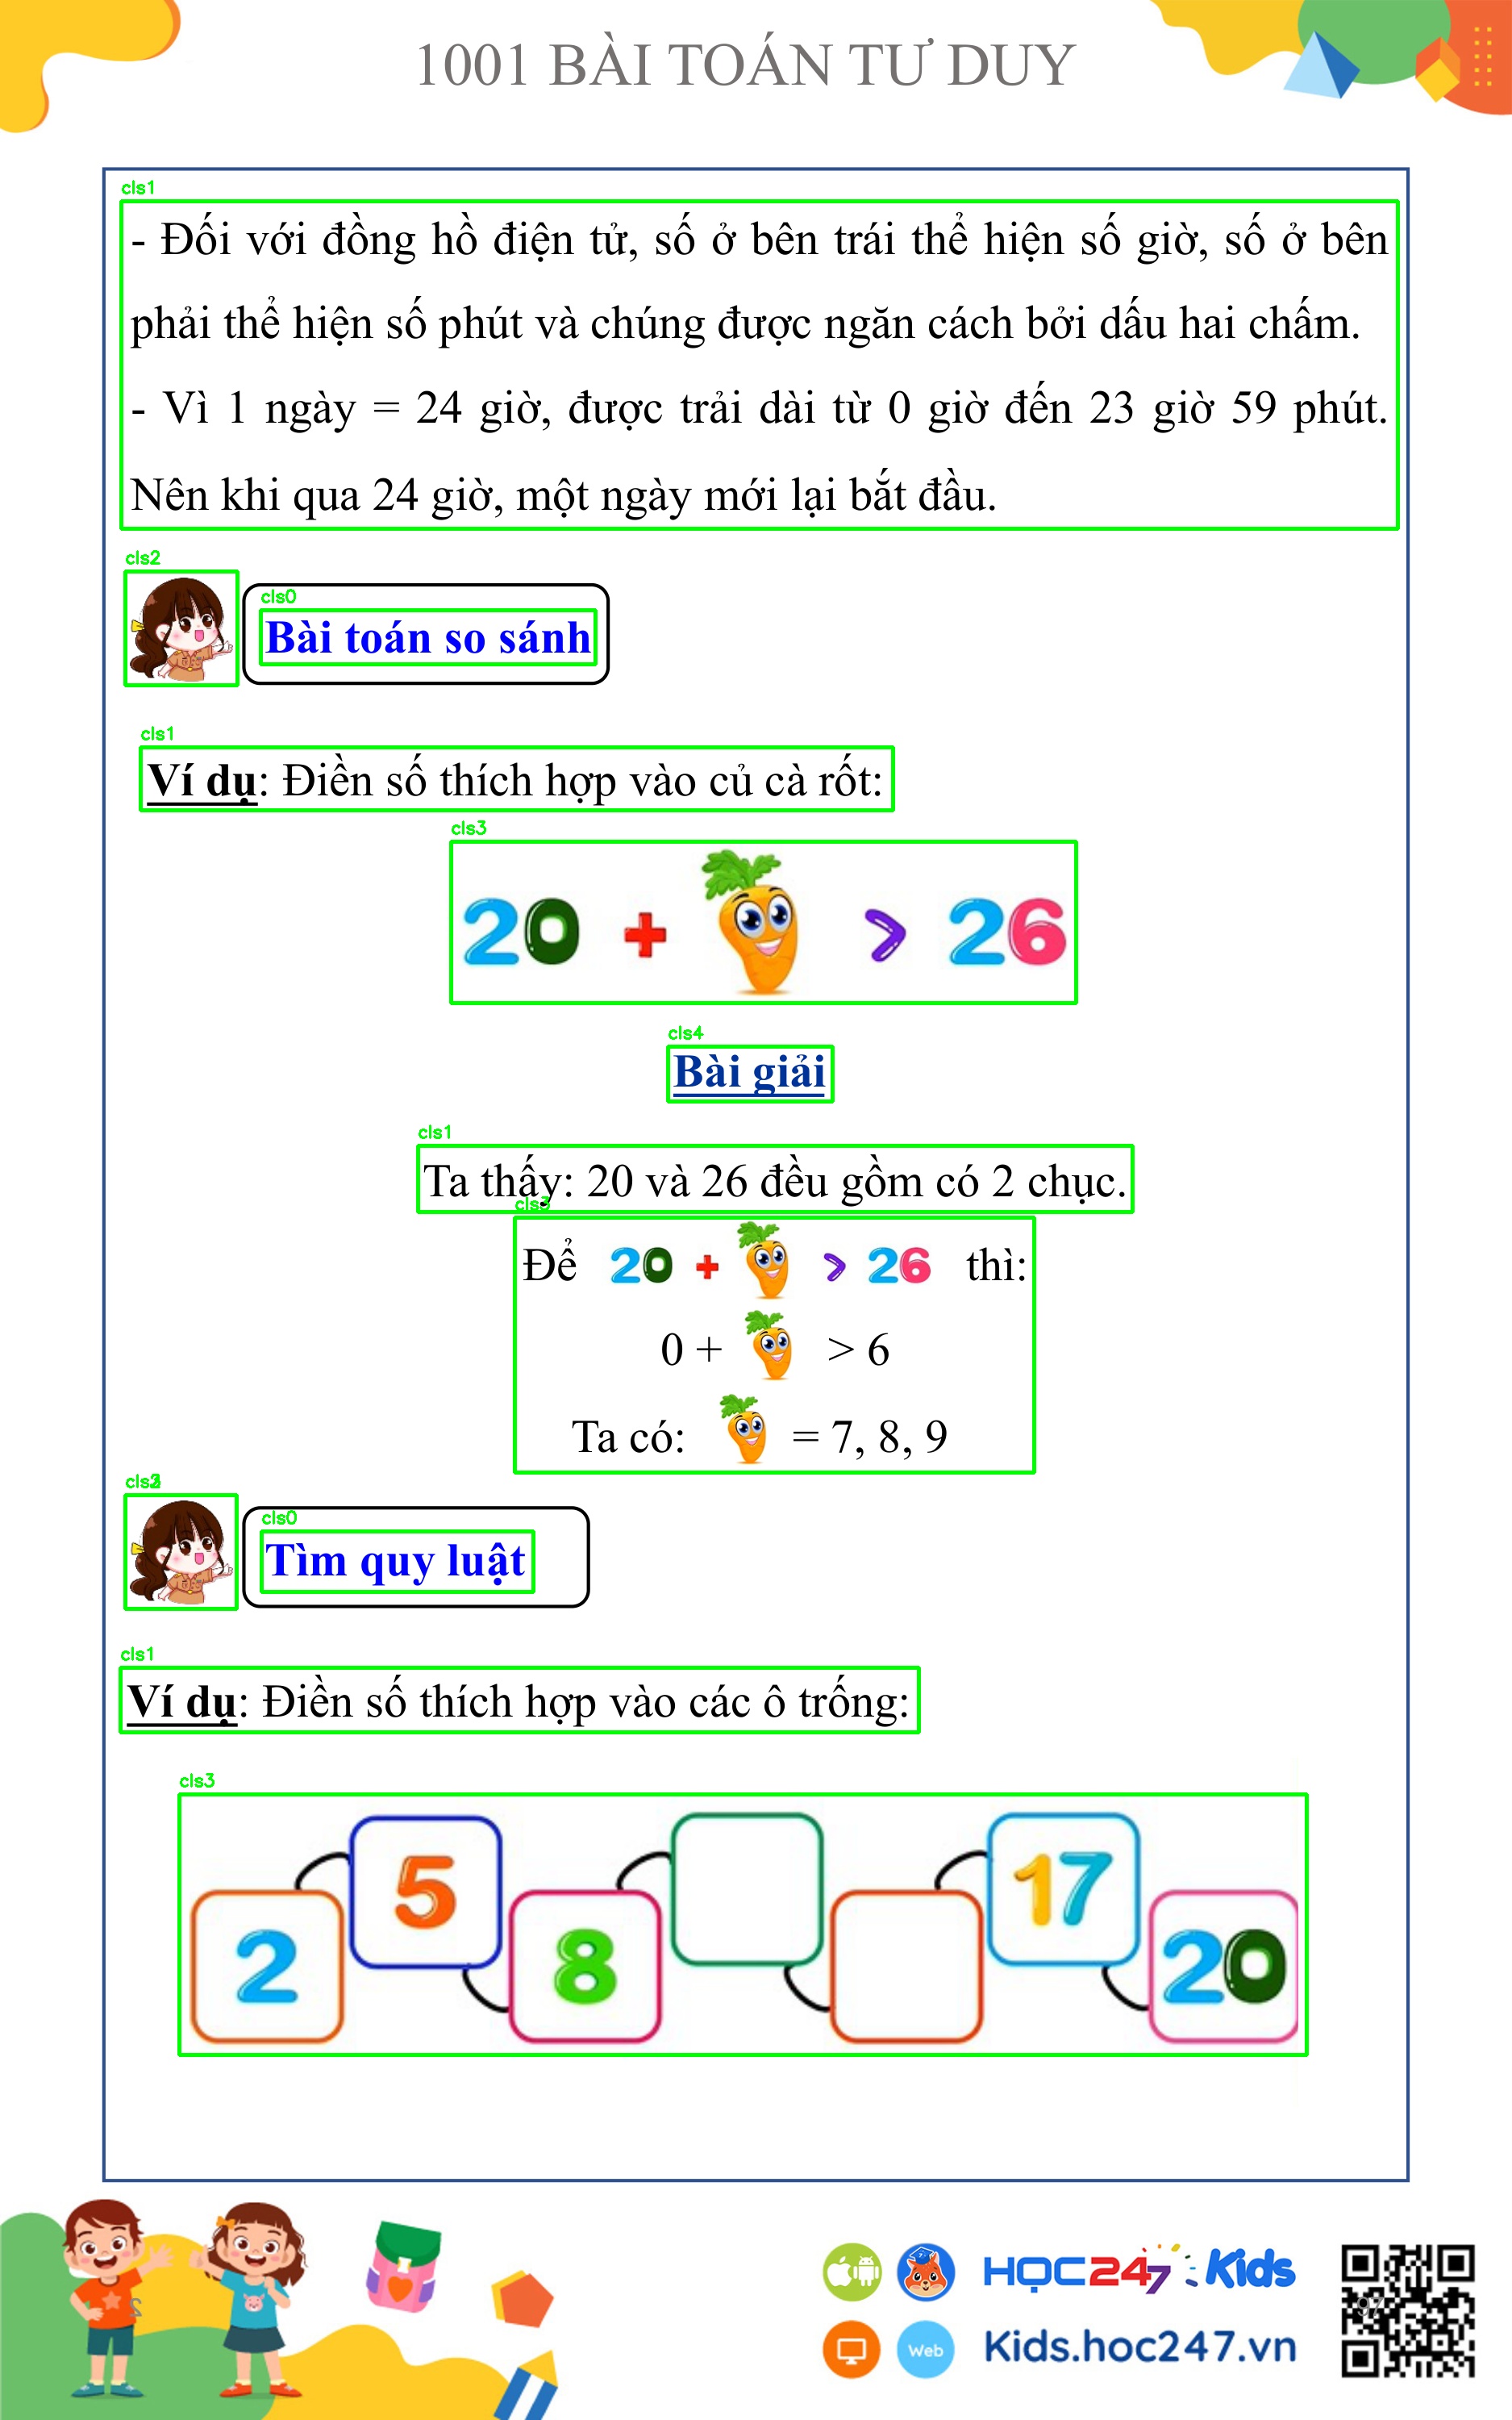 1001 BÀI TOÁN TƯ DUY
cls1
- Đối với đồng hồ điện tử, số ở bên trái thể hiện số giờ, số ở bên
phải thể hiện số phút và chúng được ngăn cách bởi dấu hai chấm.
- Vì 1 ngày = 24 giờ, được trải dài từ 0 giờ đến 23 giờ 59 phút.
Nên khi qua 24 giờ, một ngày mới lại bắt đầu.
cls2
cls0
Bài toán so sánh
cls1
Ví dụ: Điền số thích hợp vào củ cà rốt:
cls3
20 + > 26
cls4
Bài giải
cls1
Ta thấy: 20 và 26 đều gồm có 2 chục.
cls3
Để 20 + > 26 thì:
0 + > 6
Ta có: = 7, 8, 9
cls0
Tìm quy luật
cls1
Ví dụ: Điền số thích hợp vào các ô trống:
cls3
2 5 8 17 20
HỌC247 Kids
97
Web
Kids.hoc247.vn